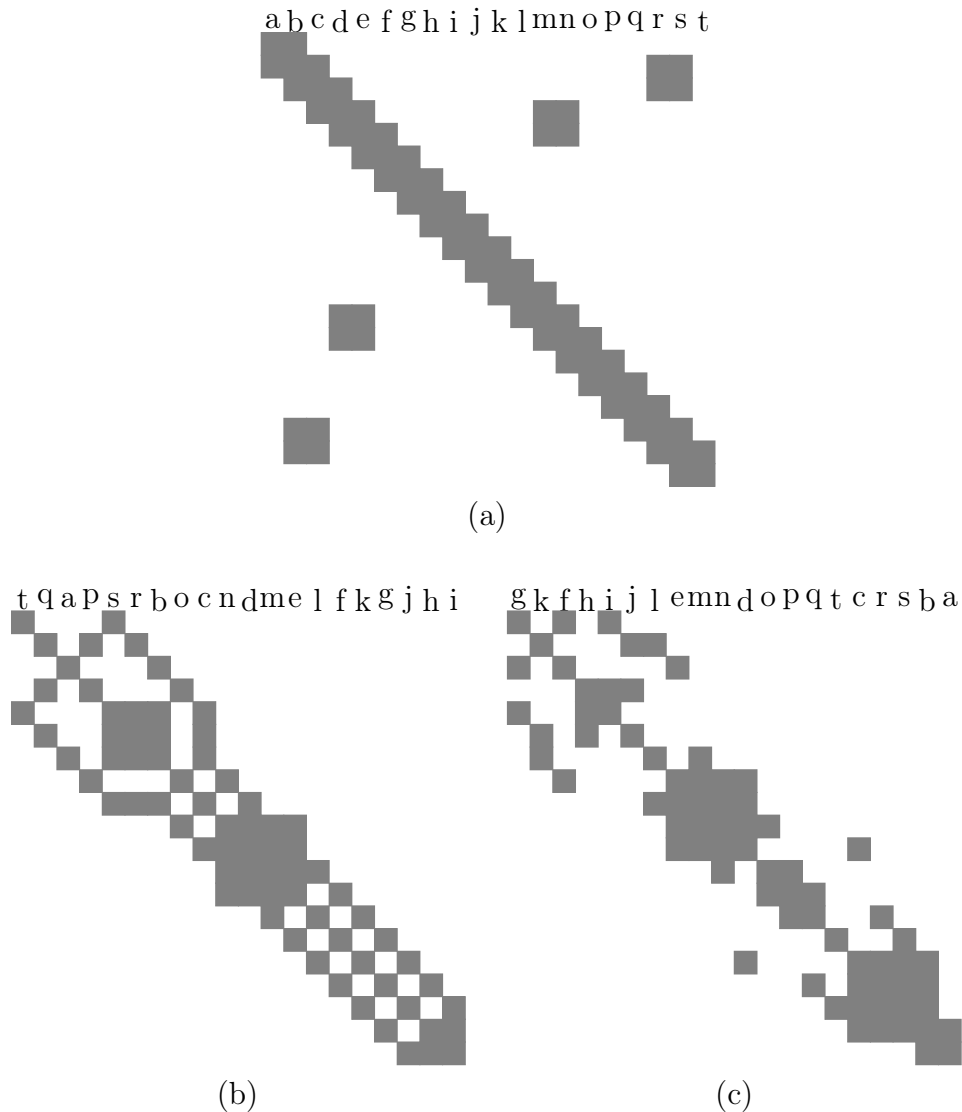 a b c d e f g h i j k l m n o p q r s t
(a)
t q a p s r b o c n d m e l f k g j h i
g k f h i j l e m n d o p q t c r s b a
(b)
(c)